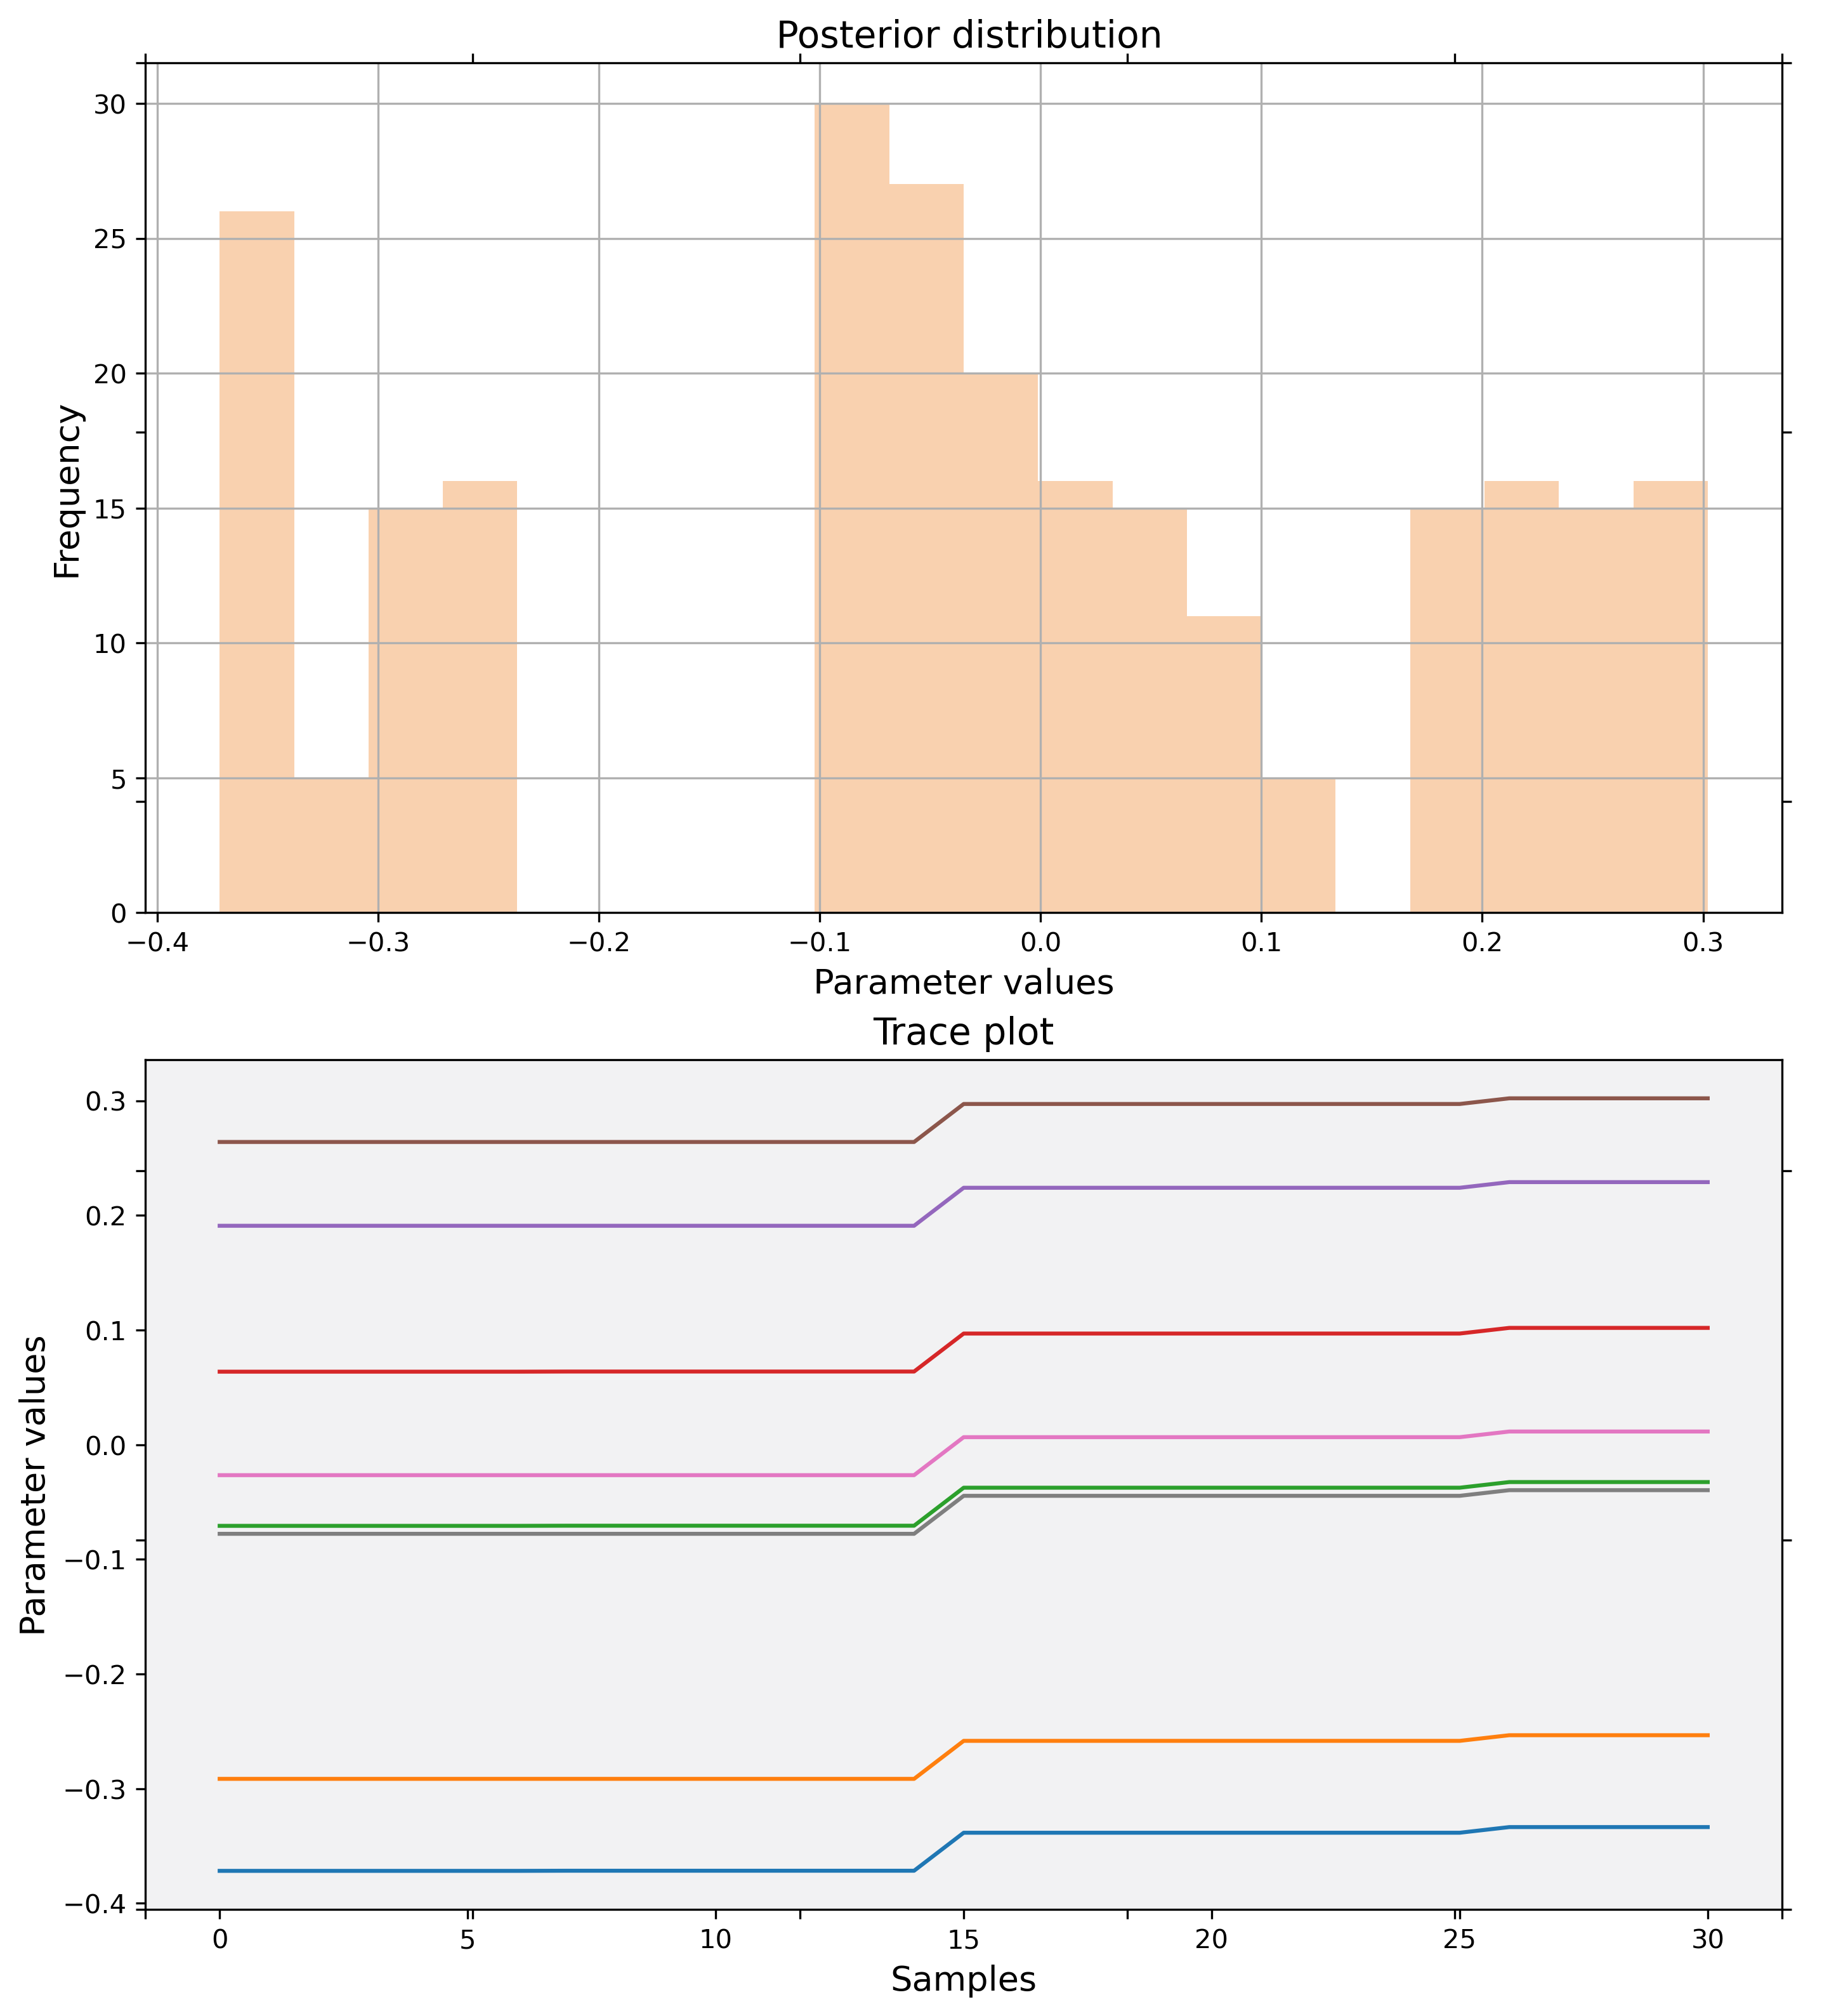 Posterior distribution
30
25
20
15
10
5
0
Frequency
−0.4 −0.3 −0.2 −0.1 0.0 0.1 0.2 0.3
Parameter values
Trace plot
0.3
0.2
0.1
0.0
−0.1
−0.2
−0.3
−0.4
Parameter values
0 5 10 15 20 25 30
Samples